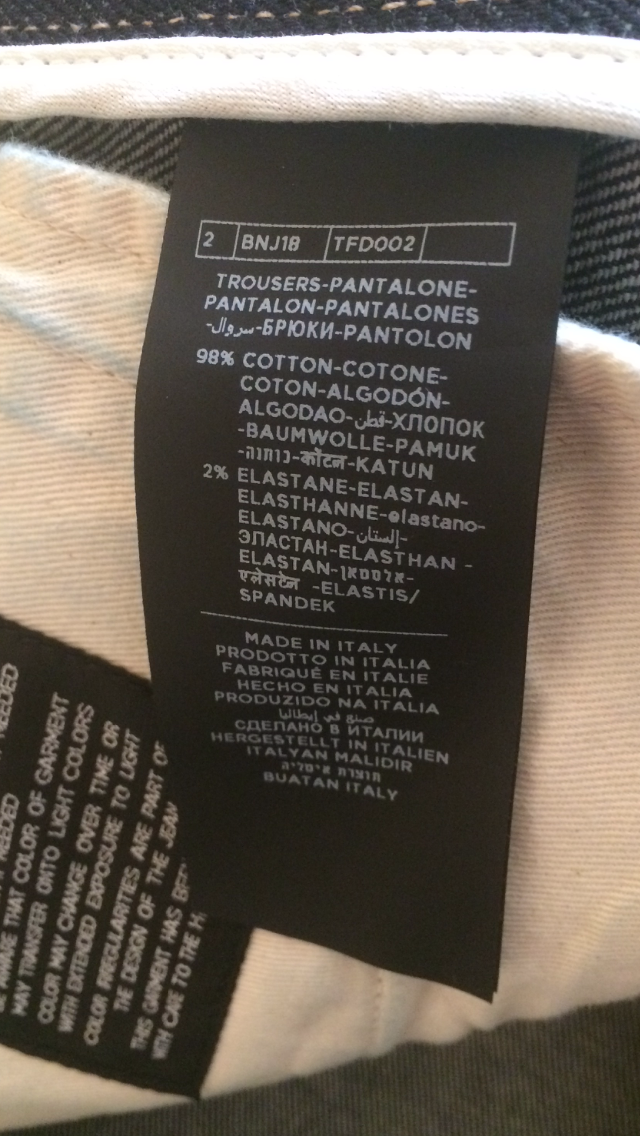 2 BNJ18 TFD002
TROUSERS-PANTALONE-
PANTALON-PANTALONES
-سروال-БРЮКИ-PANTOLON
98% COTTON-COTONE-
COTON-ALGODÓN-
ALGODAO-قطن-ХЛОПОК
-BAUMWOLLE-PAMUK
-כותנה-कॉटन-KATUN
2% ELASTANE-ELASTAN-
ELASTHANNE-elastano-
ELASTANO-إلستان-
ЭЛАСТАН-ELASTHAN -
ELASTAN-אלסטאן-
एलेसटेन -ELASTIS/
SPANDEK
MADE IN ITALY
PRODOTTO IN ITALIA
FABRIQUÉ EN ITALIE
HECHO EN ITALIA
PRODUZIDO NA ITALIA
صنع في إيطاليا
СДЕЛАНО В ИТАЛИИ
HERGESTELLT IN ITALIEN
ITALYAN MALIDIR
תוצרת איטליה
BUATAN ITALY
NEEDED
NEEDED
THAT COLOR OF GARMENT
MAY TRANSFER ONTO LIGHT COLORS
COLOR MAY CHANGE OVER TIME OR
WITH EXTENDED EXPOSURE TO LIGHT
COLOR IRREGULARITIES ARE PART OF
THE DESIGN OF THE JEAN
THIS GARMENT HAS
WITH CARE TO THE